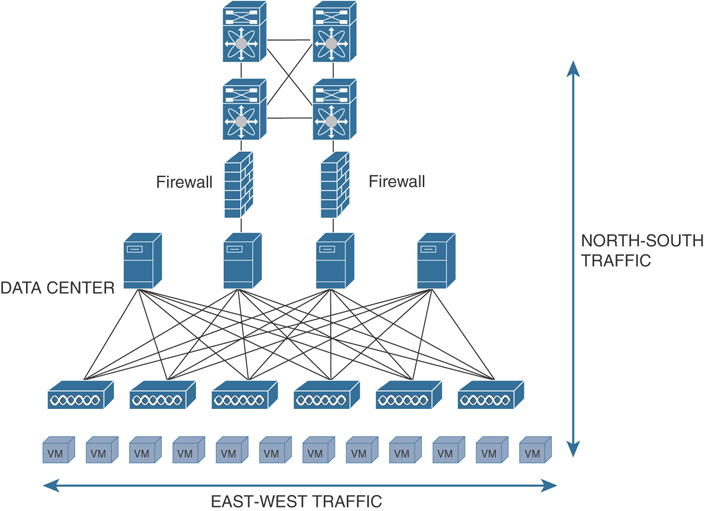 Firewall
Firewall
NORTH-SOUTH
TRAFFIC
DATA CENTER
VM VM VM VM VM VM VM VM VM VM VM VM
EAST-WEST TRAFFIC